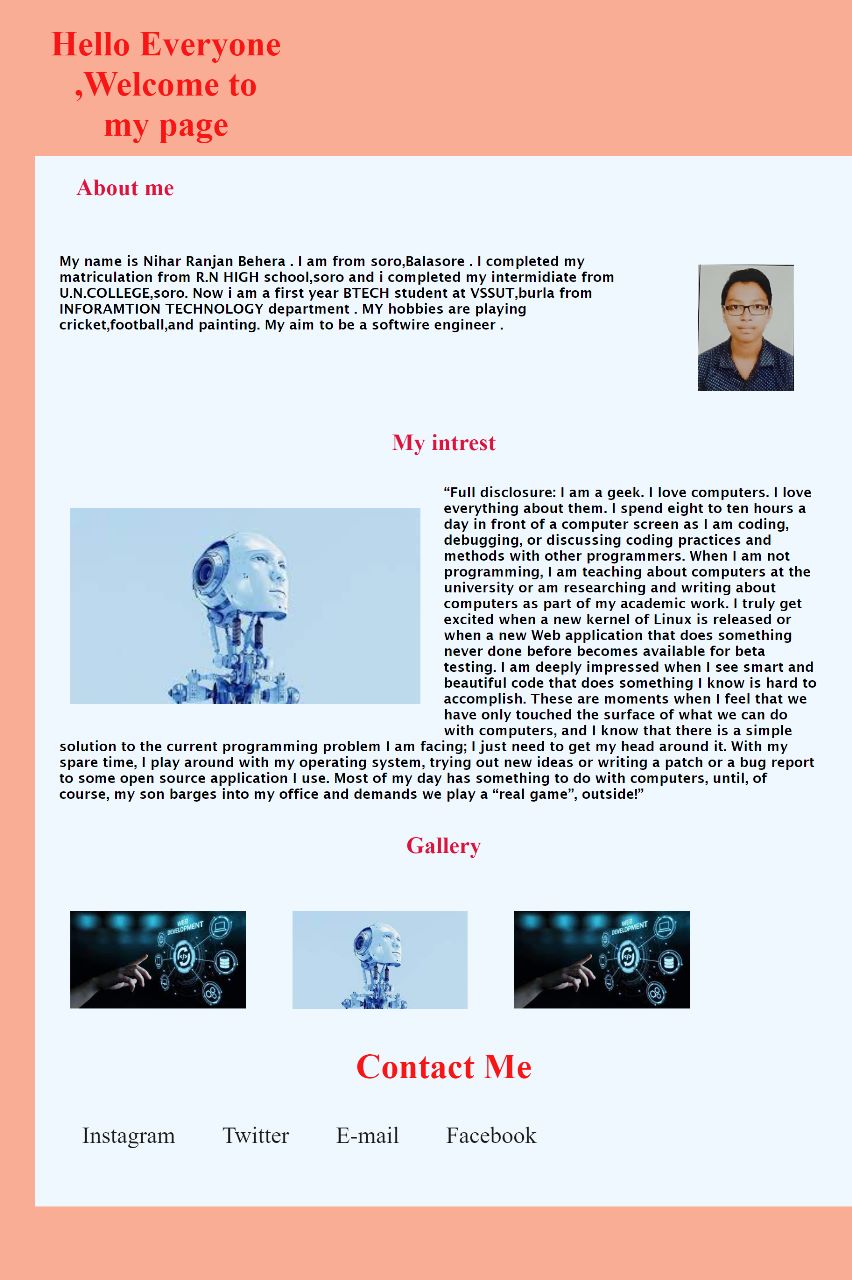 Hello Everyone
,Welcome to
my page
About me
My name is Nihar Ranjan Behera . I am from soro,Balasore . I completed my
matriculation from R.N HIGH school,soro and i completed my intermidiate from
U.N.COLLEGE,soro. Now i am a first year BTECH student at VSSUT,burla from
INFORAMTION TECHNOLOGY department . MY hobbies are playing
cricket,football,and painting. My aim to be a softwire engineer .
My intrest
“Full disclosure: I am a geek. I love computers. I love
everything about them. I spend eight to ten hours a
day in front of a computer screen as I am coding,
debugging, or discussing coding practices and
methods with other programmers. When I am not
programming, I am teaching about computers at the
university or am researching and writing about
computers as part of my academic work. I truly get
excited when a new kernel of Linux is released or
when a new Web application that does something
never done before becomes available for beta
testing. I am deeply impressed when I see smart and
beautiful code that does something I know is hard to
accomplish. These are moments when I feel that we
have only touched the surface of what we can do
with computers, and I know that there is a simple
solution to the current programming problem I am facing; I just need to get my head around it. With my
spare time, I play around with my operating system, trying out new ideas or writing a patch or a bug report
to some open source application I use. Most of my day has something to do with computers, until, of
course, my son barges into my office and demands we play a “real game”, outside!”
Gallery
WEB
DEVELOPMENT
WEB
DEVELOPMENT
Contact Me
Instagram Twitter E-mail Facebook